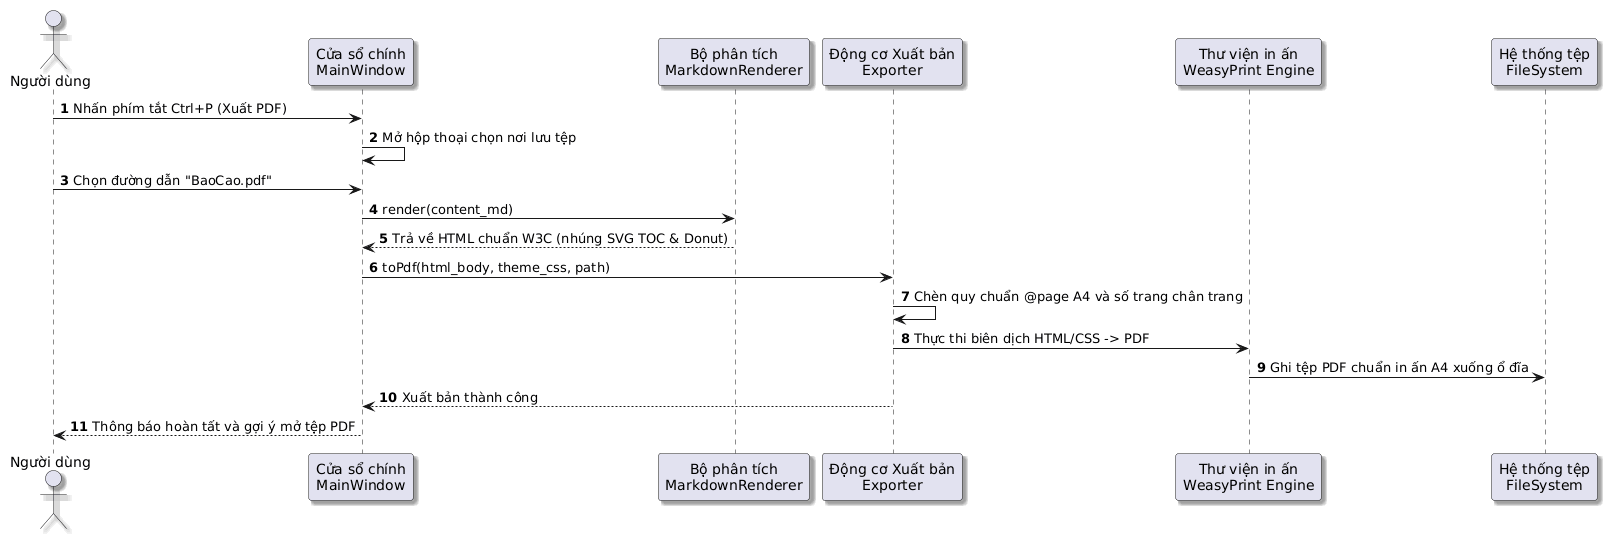 Người dùng
Cửa sổ chính
MainWindow
Bộ phân tích
MarkdownRenderer
Động cơ Xuất bản
Exporter
Thư viện in ấn
WeasyPrint Engine
Hệ thống tệp
FileSystem
1 Nhấn phím tắt Ctrl+P (Xuất PDF)
2 Mở hộp thoại chọn nơi lưu tệp
3 Chọn đường dẫn "BaoCao.pdf"
4 render(content_md)
5 Trả về HTML chuẩn W3C (nhúng SVG TOC & Donut)
6 toPdf(html_body, theme_css, path)
7 Chèn quy chuẩn @page A4 và số trang chân trang
8 Thực thi biên dịch HTML/CSS -> PDF
9 Ghi tệp PDF chuẩn in ấn A4 xuống ổ đĩa
10 Xuất bản thành công
11 Thông báo hoàn tất và gợi ý mở tệp PDF
Người dùng
Cửa sổ chính
MainWindow
Bộ phân tích
MarkdownRenderer
Động cơ Xuất bản
Exporter
Thư viện in ấn
WeasyPrint Engine
Hệ thống tệp
FileSystem